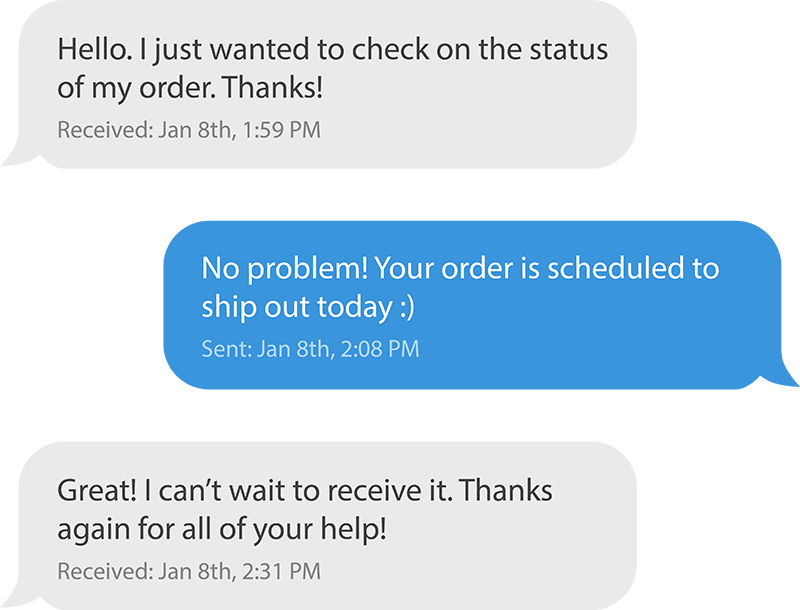 Hello. I just wanted to check on the status
of my order. Thanks!
Received: Jan 8th, 1:59 PM
No problem! Your order is scheduled to
ship out today :)
Sent: Jan 8th, 2:08 PM
Great! I can’t wait to receive it. Thanks
again for all of your help!
Received: Jan 8th, 2:31 PM